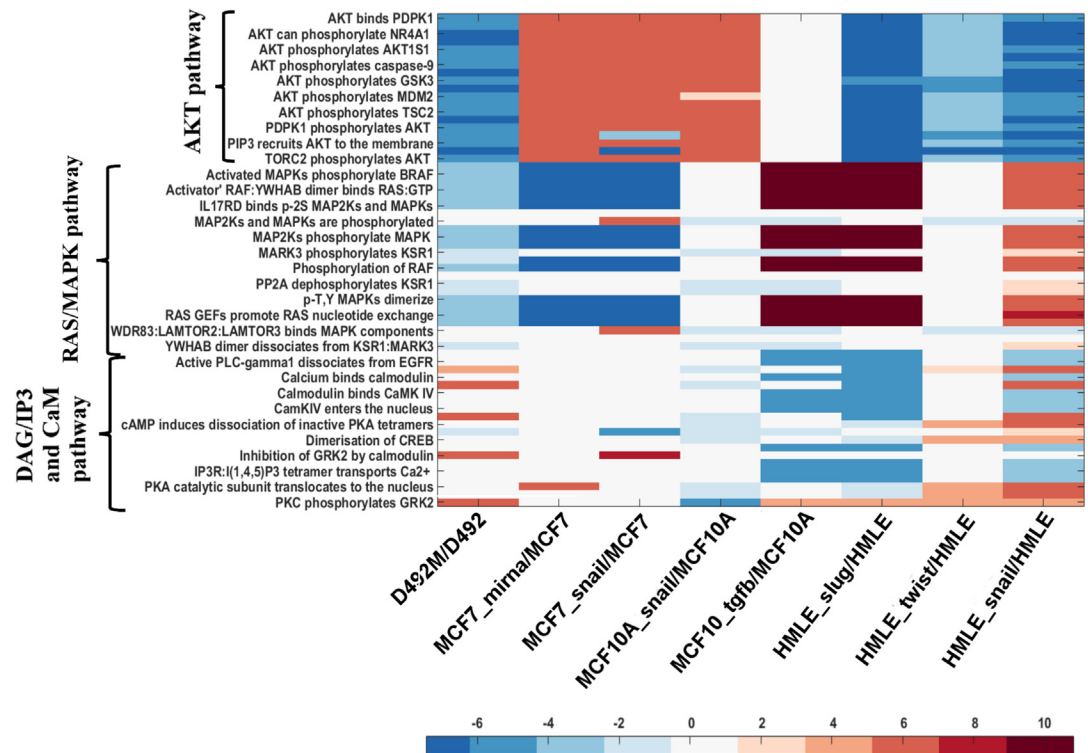 AKT pathway
AKT binds PDPK1
AKT can phosphorylate NR4A1
AKT phosphorylates AKT1S1
AKT phosphorylates caspase-9
AKT phosphorylates GSK3
AKT phosphorylates MDM2
AKT phosphorylates TSC2
PDPK1 phosphorylates AKT
PIP3 recruits AKT to the membrane
TORC2 phosphorylates AKT
RAS/MAPK pathway
Activated MAPKs phosphylate BRAF
Activator' RAF:YWHAB dimer binds RAS:GTP
IL17RD binds p-2S MAP2Ks and MAPKs
MAP2Ks and MAPKs are phosphorylated
MAP2Ks phosphorylate MAPK
MARK3 phosphorylates KSR1
Phosphorylation of RAF
PP2A dephosphorylates KSR1
p-T,Y MAPKs dimerize
RAS GEFs promote RAS nucleotide exchange
WDR83:LAMTOR2:LAMTOR3 binds MAPK components
YWHAB dimer dissociates from KSR1:MARK3
DAG/IP3
and CaM
pathway
Active PLC-gamma1 dissociates from EGFR
Calcium binds calmodulin
Calmodulin binds CaMK IV
CamKIV enters the nucleus
cAMP induces dissociation of inactive PKA tetramers
Dimerisation of CREB
Inhibition of GRK2 by calmodulin
IP3R:I(1,4,5)P3 tetramer transports Ca2+
PKA catalytic subunit translocates to the nucleus
PKC phosphorylates GRK2
D492M/D492
MCF7_mirna/MCF7
MCF7_snail/MCF7
MCF10A_snail/MCF10A
MCF10_tgfb/MCF10A
HMLE_slug/HMLE
HMLE_twist/HMLE
HMLE_snail/HMLE
-6 -4 -2 0 2 4 6 8 10